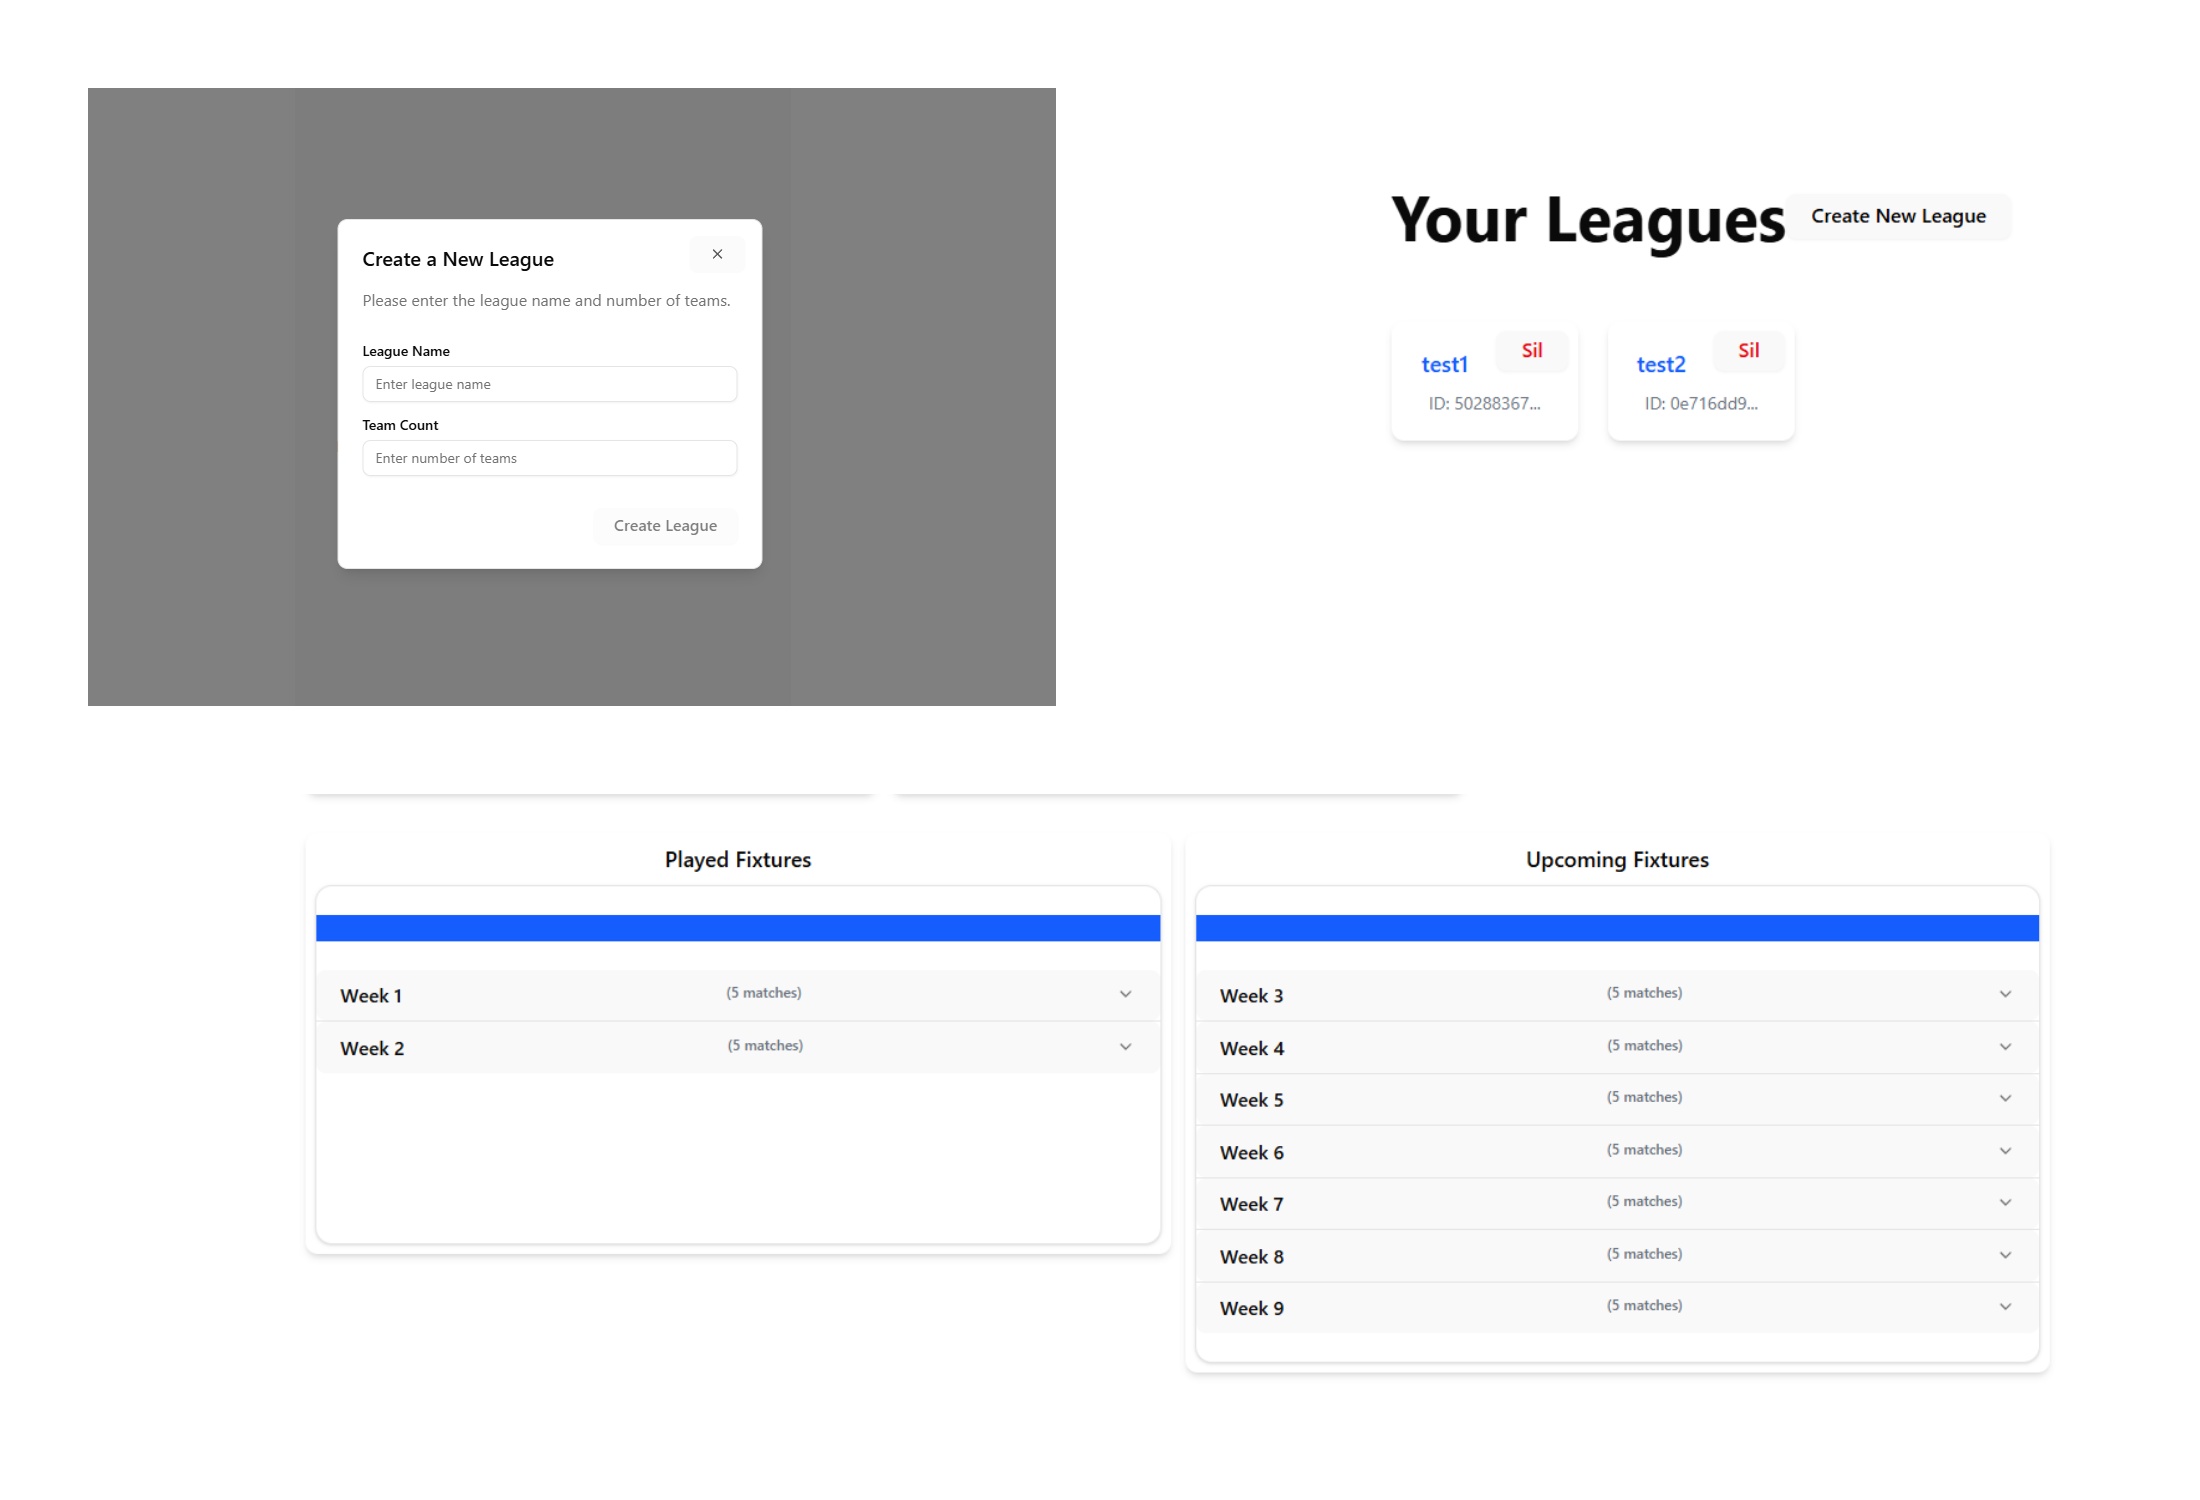 Create a New League
Please enter the league name and number of teams.
League Name
Enter league name
Team Count
Enter number of teams
Create League
Your Leagues
Create New League
test1
Sil
ID: 50288367...
test2
Sil
ID: 0e716dd9...
Played Fixtures
Week 1 (5 matches)
Week 2 (5 matches)
Upcoming Fixtures
Week 3 (5 matches)
Week 4 (5 matches)
Week 5 (5 matches)
Week 6 (5 matches)
Week 7 (5 matches)
Week 8 (5 matches)
Week 9 (5 matches)